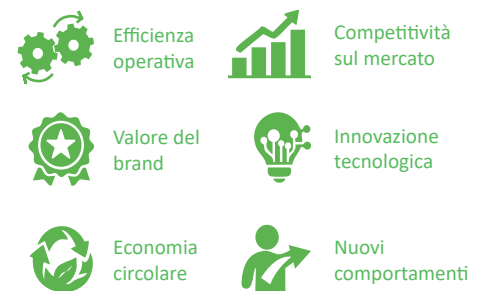 Efficienza
operativa
Competitività
sul mercato
Valore del
brand
Innovazione
tecnologica
Economia
circolare
Nuovi
comportamenti